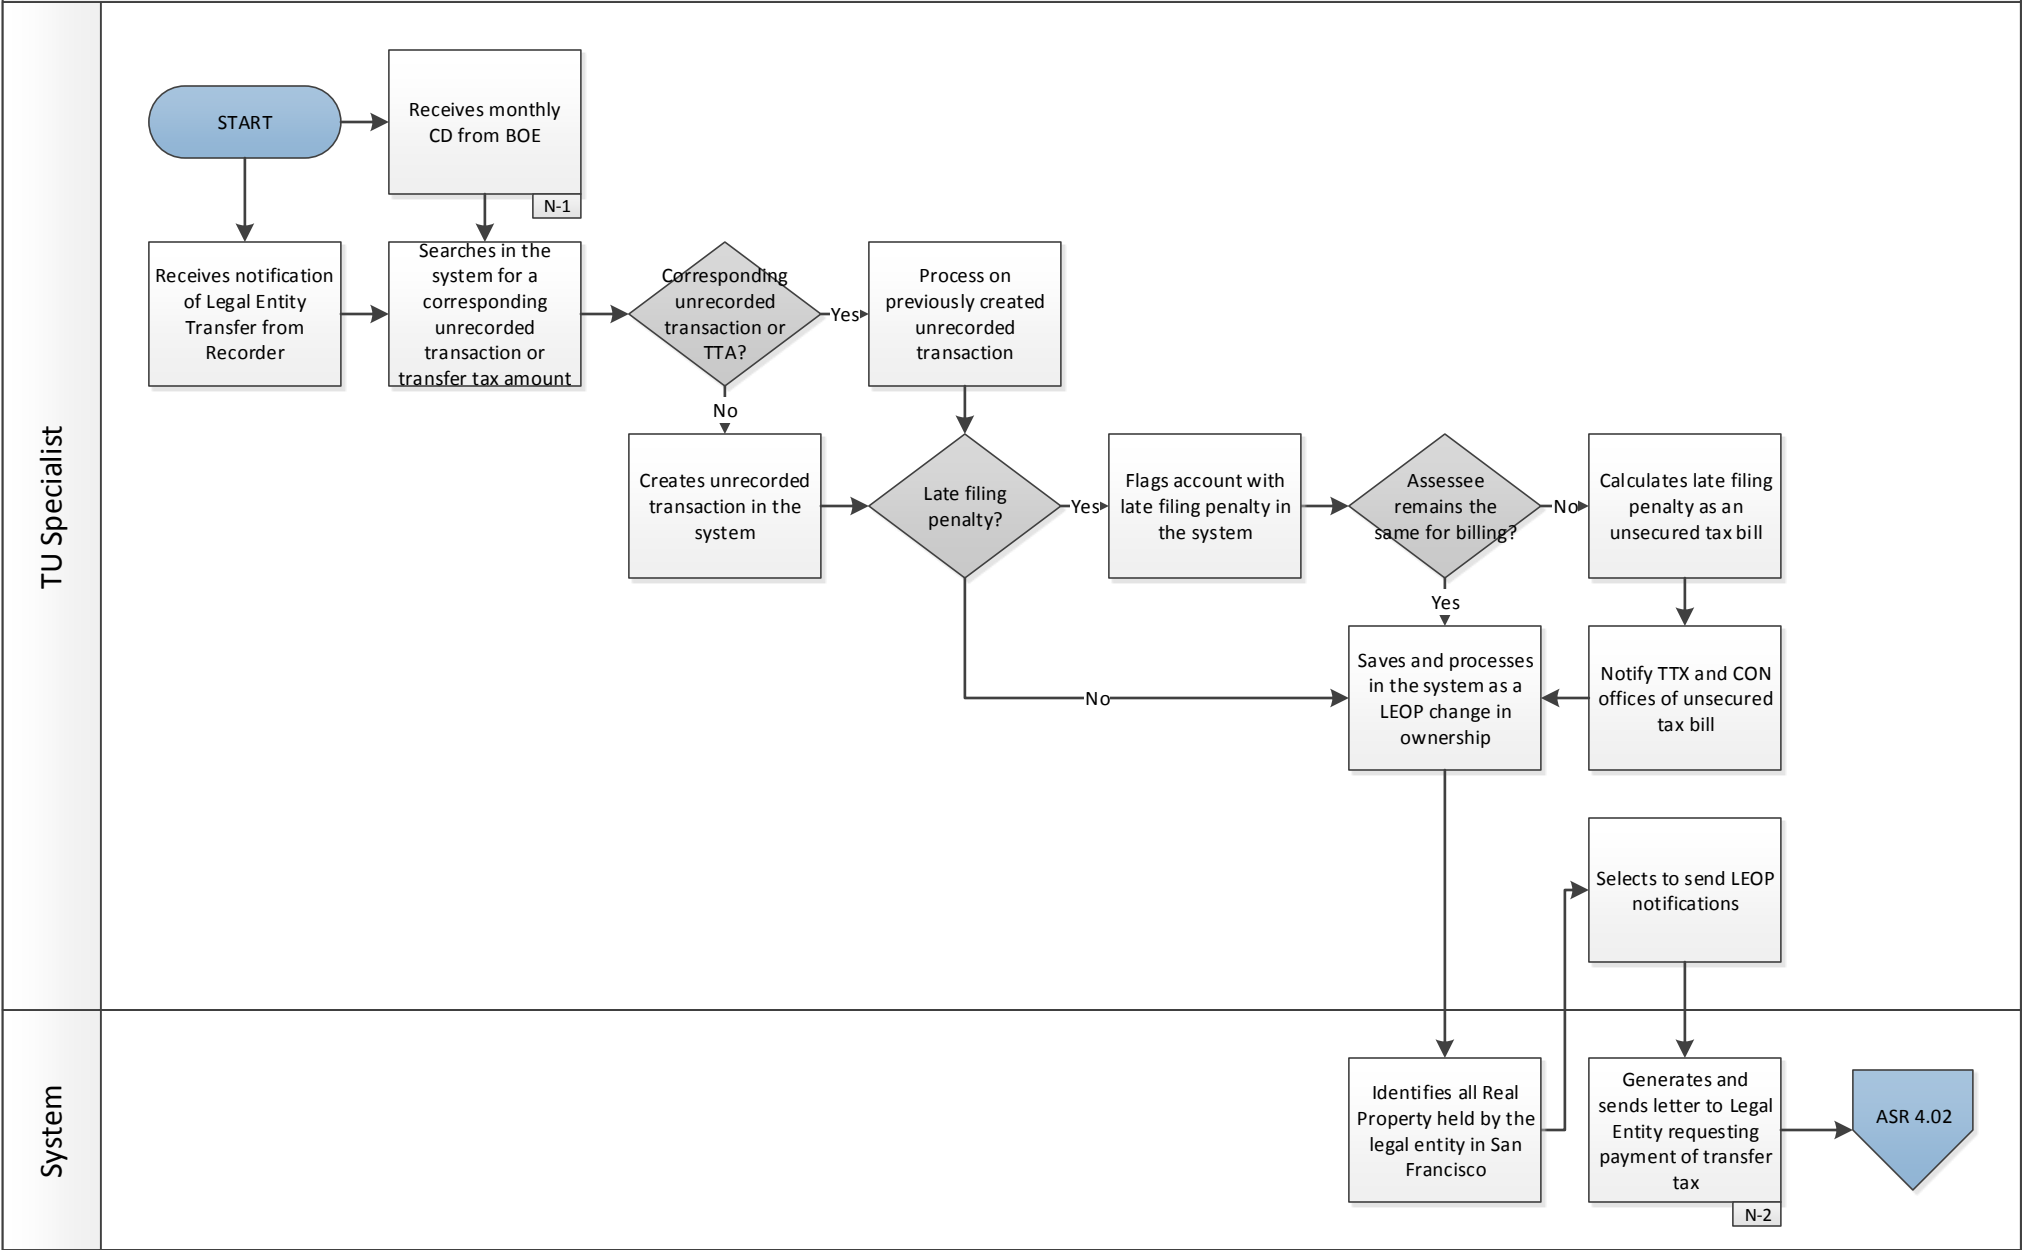 TU Specialist
START
Receives monthly
CD from BOE
N-1
Receives notification
of Legal Entity
Transfer from
Recorder
Searches in the
system for a
corresponding
unrecorded
transaction or
transfer tax amount
Corresponding
unrecorded
transaction or
TTA?
Yes
Process on
previously created
unrecorded
transaction
No
Creates unrecorded
transaction in the
system
Late filing
penalty?
Yes
Flags account with
late filing penalty in
the system
Assessee
remains the
same for billing?
No
Calculates late filing
penalty as an
unsecured tax bill
Yes
No
Saves and processes
in the system as a
LEOP change in
ownership
Notify TTX and CON
offices of unsecured
tax bill
Selects to send LEOP
notifications
System
Identifies all Real
Property held by the
legal entity in San
Francisco
Generates and
sends letter to Legal
Entity requesting
payment of transfer
tax
N-2
ASR 4.02